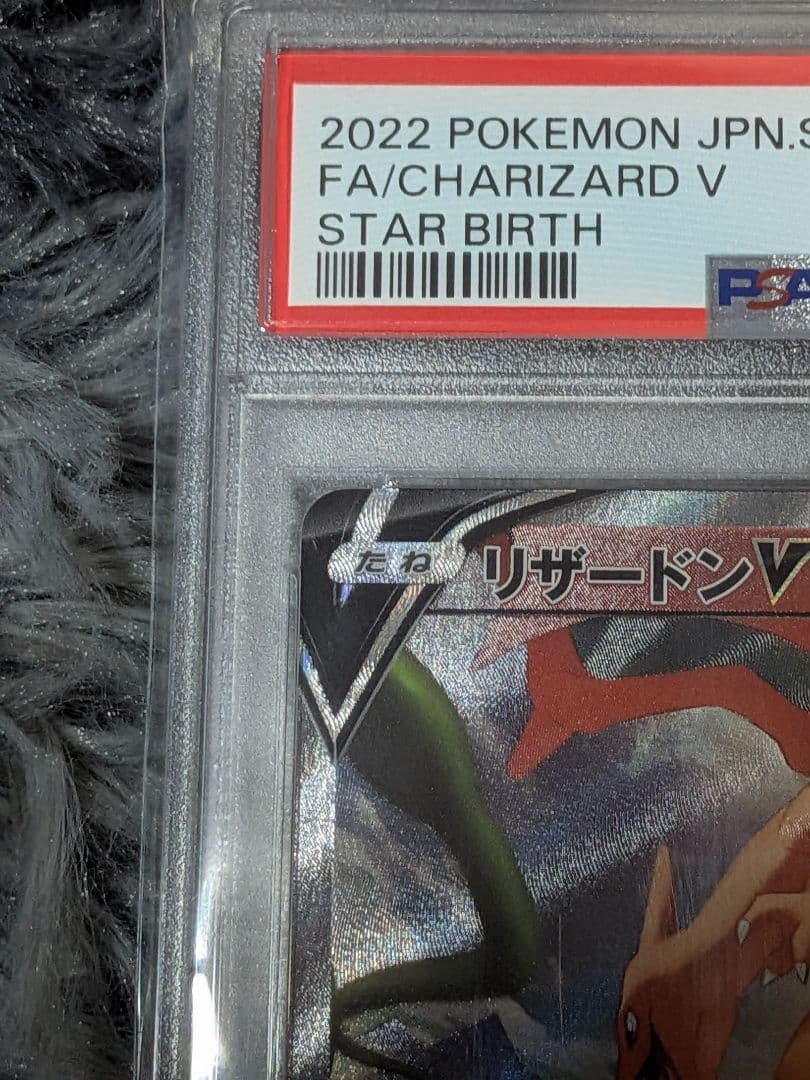 2022 POKEMON JPN.S
FA/CHARIZARD V
STAR BIRTH
PSA
たね
リザードンV